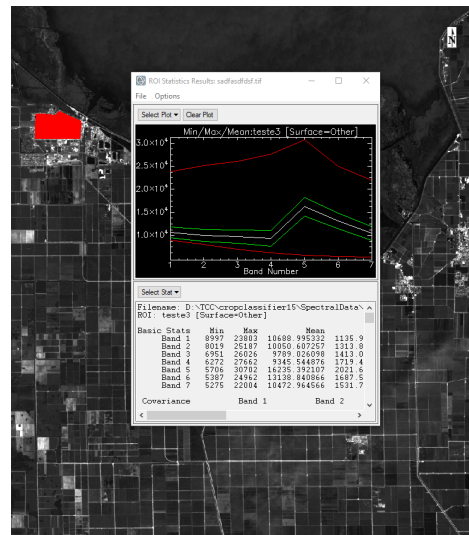 N
ROI Statistics Results: sadfasdfdsf.tif
File Options
Select Plot Clear Plot
Min/Max/Mean:teste3 [Surface=Other]
3.0×10⁴
2.5×10⁴
2.0×10⁴
1.5×10⁴
1.0×10⁴
1 2 3 4 5 6 7
Band Number
Select Stat
Filename: D:\TCC\cropclassifier15\SpectralData\
ROI: teste3 [Surface=Other]
Basic Stats Min Max Mean
Band 1 8997 23803 10688.995332 1135.9
Band 2 8019 25187 10050.607257 1313.8
Band 3 6951 26026 9789.026098 1413.0
Band 4 6272 27662 9345.544876 1719.4
Band 5 5706 30702 16235.392107 2021.6
Band 6 5387 24962 13138.840866 1687.5
Band 7 5275 22004 10472.964566 1531.7
Covariance Band 1 Band 2